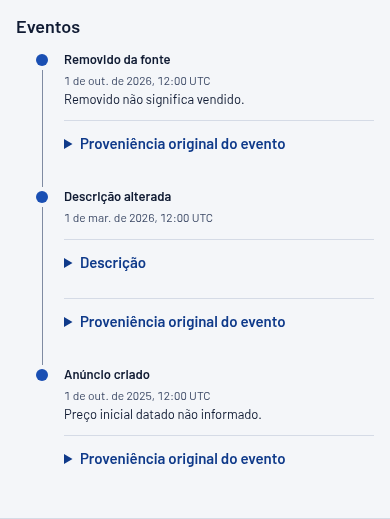 Eventos
Removido da fonte
1 de out. de 2026, 12:00 UTC
Removido não significa vendido.
Proveniência original do evento
Descrição alterada
1 de mar. de 2026, 12:00 UTC
Descrição
Proveniência original do evento
Anúncio criado
1 de out. de 2025, 12:00 UTC
Preço inicial datado não informado.
Proveniência original do evento